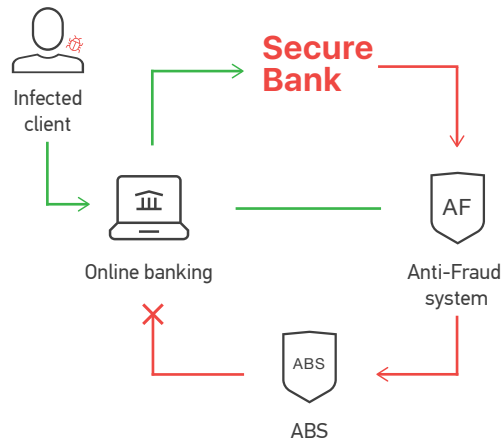 Infected
client
Secure
Bank
AF
Online banking
Anti-Fraud
system
ABS
ABS